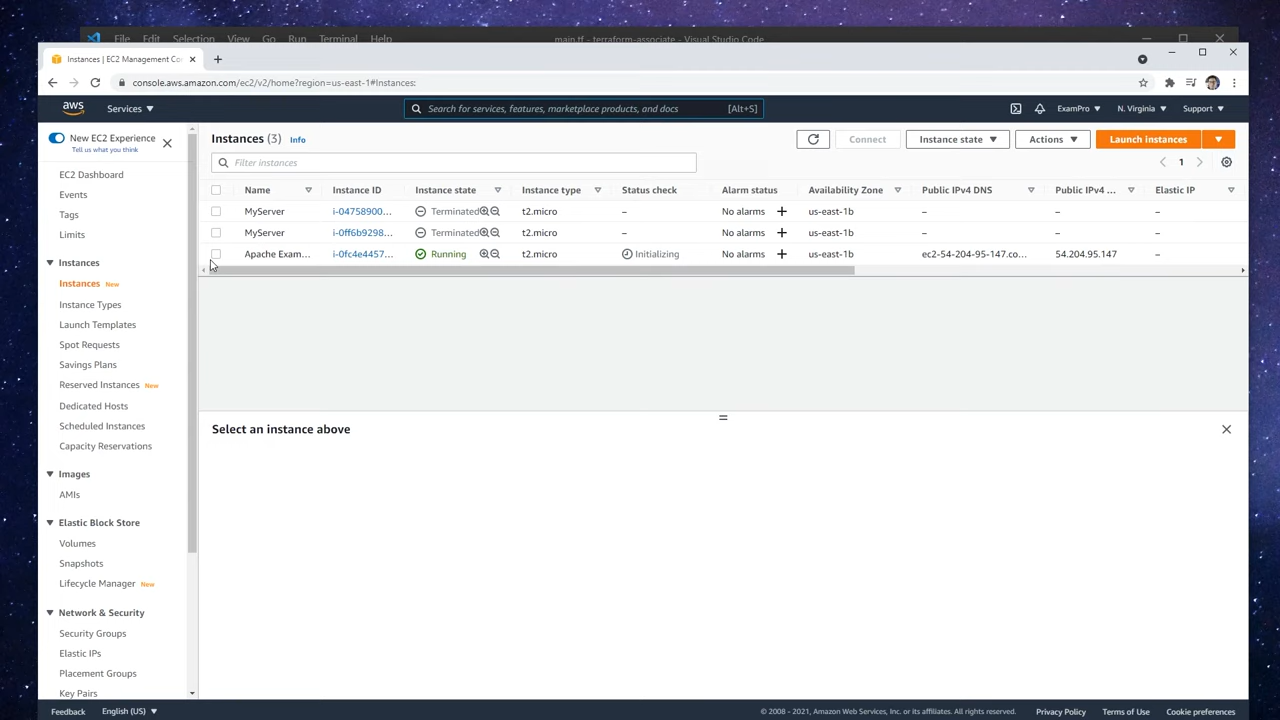 File Edit Selection View Go Run Terminal Help main.tf - terraform-associate - Visual Studio Code
Instances | EC2 Management Co
console.aws.amazon.com/ec2/v2/home?region=us-east-1#Instances:
aws Services Search for services, features, marketplace products, and docs [Alt+S] ExamPro N. Virginia Support
New EC2 Experience
Tell us what you think
EC2 Dashboard
Events
Tags
Limits
Instances
Instances New
Instance Types
Launch Templates
Spot Requests
Savings Plans
Reserved Instances New
Dedicated Hosts
Scheduled Instances
Capacity Reservations
Images
AMIs
Elastic Block Store
Volumes
Snapshots
Lifecycle Manager New
Network & Security
Security Groups
Elastic IPs
Placement Groups
Key Pairs
Instances (3) Info Connect Instance state Actions Launch instances
Filter instances 1
Name Instance ID Instance state Instance type Status check Alarm status Availability Zone Public IPv4 DNS Public IPv4 ... Elastic IP
MyServer i-04758900... Terminated t2.micro – No alarms + us-east-1b – – –
MyServer i-0ff6b9298... Terminated t2.micro – No alarms + us-east-1b – – –
Apache Exam... i-0fc4e4457... Running t2.micro Initializing No alarms + us-east-1b ec2-54-204-95-147.co... 54.204.95.147 –
Select an instance above
Feedback English (US) © 2008 - 2021, Amazon Web Services, Inc. or its affiliates. All rights reserved. Privacy Policy Terms of Use Cookie preferences